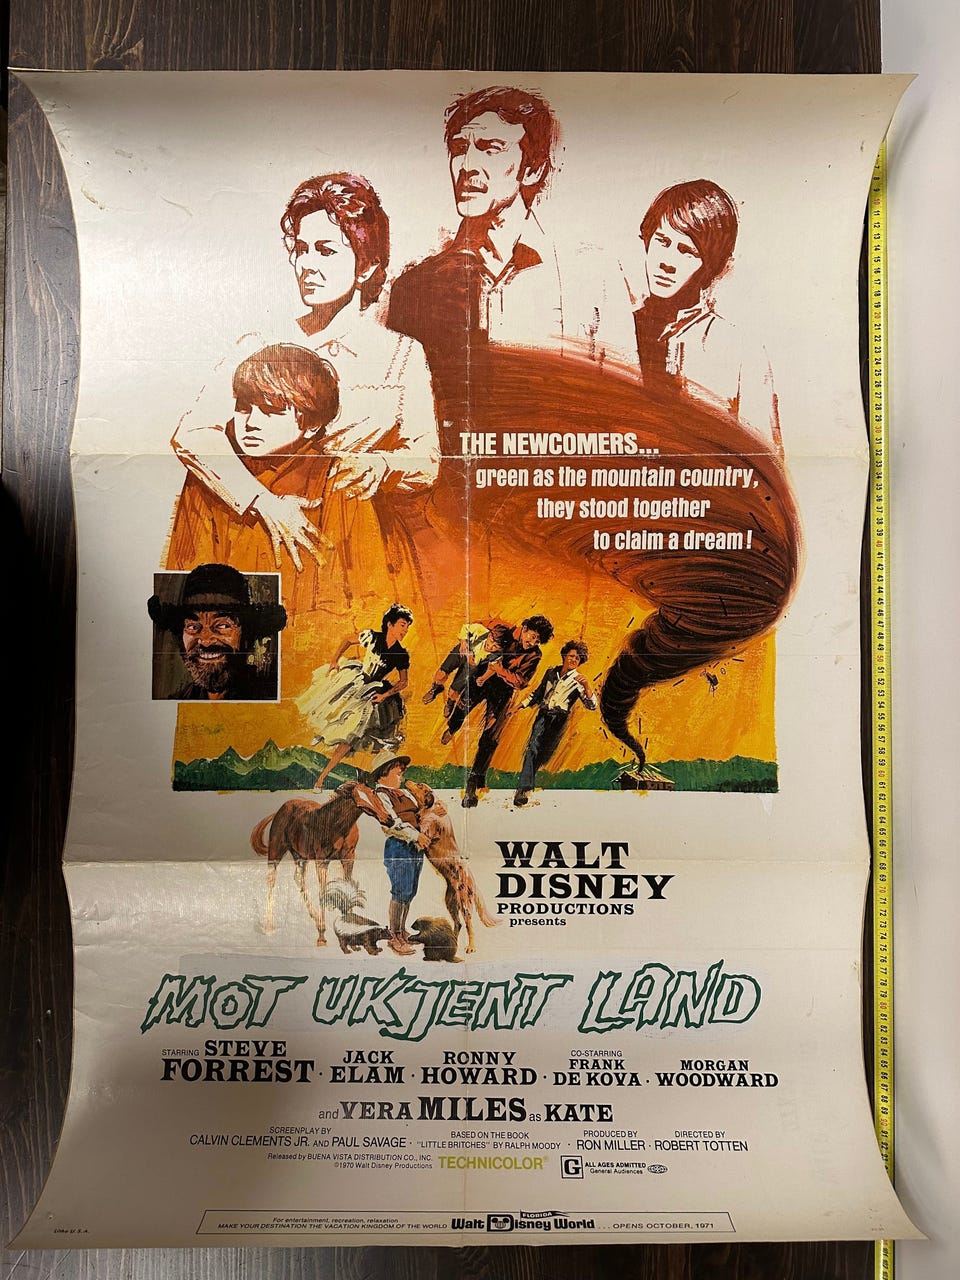 THE NEWCOMERS...
green as the mountain country,
they stood together
to claim a dream!
WALT
DISNEY
PRODUCTIONS
presents
MOT UKJENT LAND
STARRING STEVE FORREST · JACK ELAM · RONNY HOWARD · CO-STARRING FRANK DE KOVA · MORGAN WOODWARD
and VERA MILES as KATE
SCREENPLAY BY CALVIN CLEMENTS JR. AND PAUL SAVAGE · BASED ON THE BOOK "LITTLE BRITCHES" BY RALPH MOODY · PRODUCED BY RON MILLER · DIRECTED BY ROBERT TOTTEN
Released by BUENA VISTA DISTRIBUTION CO., INC.
©1970 Walt Disney Productions
TECHNICOLOR®
G ALL AGES ADMITTED
General Audiences
For entertainment, recreation, relaxation
MAKE YOUR DESTINATION THE VACATION KINGDOM OF THE WORLD
FLORIDA
Walt Disney World ... OPENS OCTOBER, 1971
Litho U.S.A.